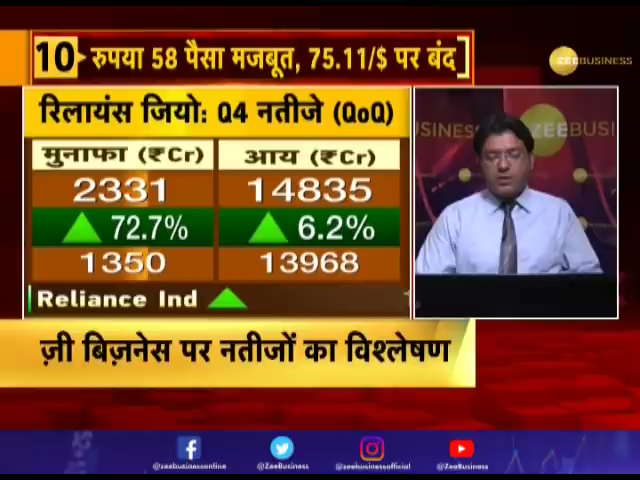 10 रुपया 58 पैसा मजबूत, 75.11/$ पर बंद
ZEEBUSINESS
रिलायंस जियो: Q4 नतीजे (QoQ)
मुनाफा (₹Cr) आय (₹Cr)
2331 14835
72.7% 6.2%
1350 13968
Reliance Ind
ZEEBUSINESS
ज़ी बिज़नेस पर नतीजों का विश्लेषण
@zeebusinessonline @ZeeBusiness @zeebusinessofficial @ZeeBusiness